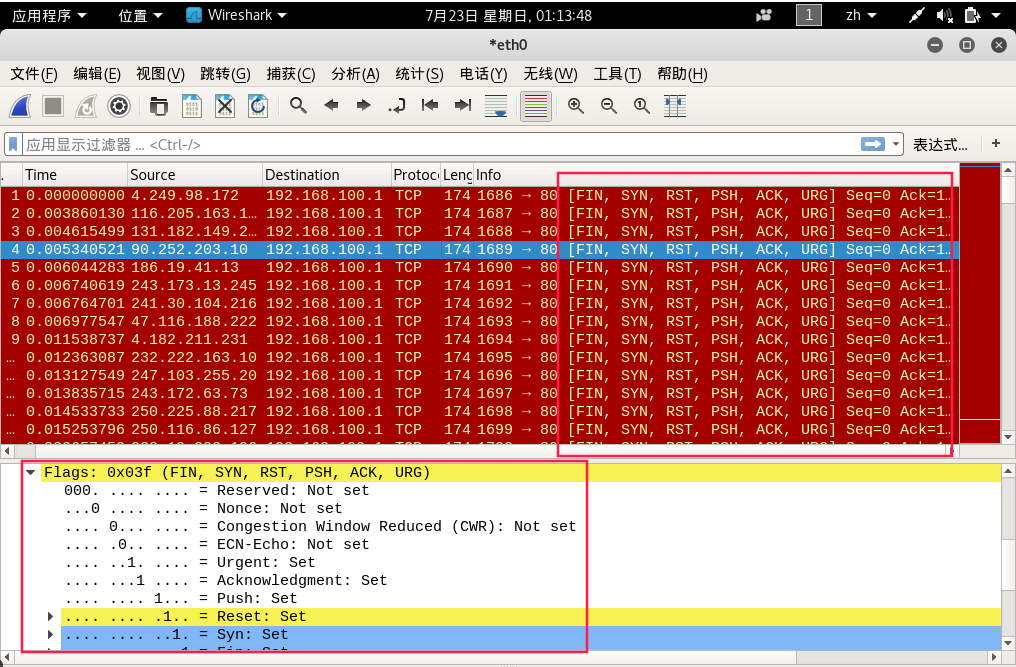 应用程序 位置 Wireshark 7月23日 星期日, 01:13:48 1 zh
*eth0
文件(F) 编辑(E) 视图(V) 跳转(G) 捕获(C) 分析(A) 统计(S) 电话(Y) 无线(W) 工具(T) 帮助(H)
应用显示过滤器 … <Ctrl-/> 表达式… +
. Time Source Destination Protoc Leng Info
1 0.000000000 4.249.98.172 192.168.100.1 TCP 174 1686 → 80 [FIN, SYN, RST, PSH, ACK, URG] Seq=0 Ack=1…
2 0.003860130 116.205.163.1… 192.168.100.1 TCP 174 1687 → 80 [FIN, SYN, RST, PSH, ACK, URG] Seq=0 Ack=1…
3 0.004615499 131.182.149.2… 192.168.100.1 TCP 174 1688 → 80 [FIN, SYN, RST, PSH, ACK, URG] Seq=0 Ack=1…
4 0.005340521 90.252.203.10 192.168.100.1 TCP 174 1689 → 80 [FIN, SYN, RST, PSH, ACK, URG] Seq=0 Ack=1…
5 0.006044283 186.19.41.13 192.168.100.1 TCP 174 1690 → 80 [FIN, SYN, RST, PSH, ACK, URG] Seq=0 Ack=1…
6 0.006740619 243.173.13.245 192.168.100.1 TCP 174 1691 → 80 [FIN, SYN, RST, PSH, ACK, URG] Seq=0 Ack=1…
7 0.006764701 241.30.104.216 192.168.100.1 TCP 174 1692 → 80 [FIN, SYN, RST, PSH, ACK, URG] Seq=0 Ack=1…
8 0.006977547 47.116.188.222 192.168.100.1 TCP 174 1693 → 80 [FIN, SYN, RST, PSH, ACK, URG] Seq=0 Ack=1…
9 0.011538737 4.182.211.231 192.168.100.1 TCP 174 1694 → 80 [FIN, SYN, RST, PSH, ACK, URG] Seq=0 Ack=1…
… 0.012363087 232.222.163.10 192.168.100.1 TCP 174 1695 → 80 [FIN, SYN, RST, PSH, ACK, URG] Seq=0 Ack=1…
… 0.013127549 247.103.255.20 192.168.100.1 TCP 174 1696 → 80 [FIN, SYN, RST, PSH, ACK, URG] Seq=0 Ack=1…
… 0.013835715 243.172.63.73 192.168.100.1 TCP 174 1697 → 80 [FIN, SYN, RST, PSH, ACK, URG] Seq=0 Ack=1…
… 0.014533733 250.225.88.217 192.168.100.1 TCP 174 1698 → 80 [FIN, SYN, RST, PSH, ACK, URG] Seq=0 Ack=1…
… 0.015253796 250.116.86.127 192.168.100.1 TCP 174 1699 → 80 [FIN, SYN, RST, PSH, ACK, URG] Seq=0 Ack=1…
Flags: 0x03f (FIN, SYN, RST, PSH, ACK, URG)
000. .... .... = Reserved: Not set
...0 .... .... = Nonce: Not set
.... 0... .... = Congestion Window Reduced (CWR): Not set
.... .0.. .... = ECN-Echo: Not set
.... ..1. .... = Urgent: Set
.... ...1 .... = Acknowledgment: Set
.... .... 1... = Push: Set
.... .... .1.. = Reset: Set
.... .... ..1. = Syn: Set